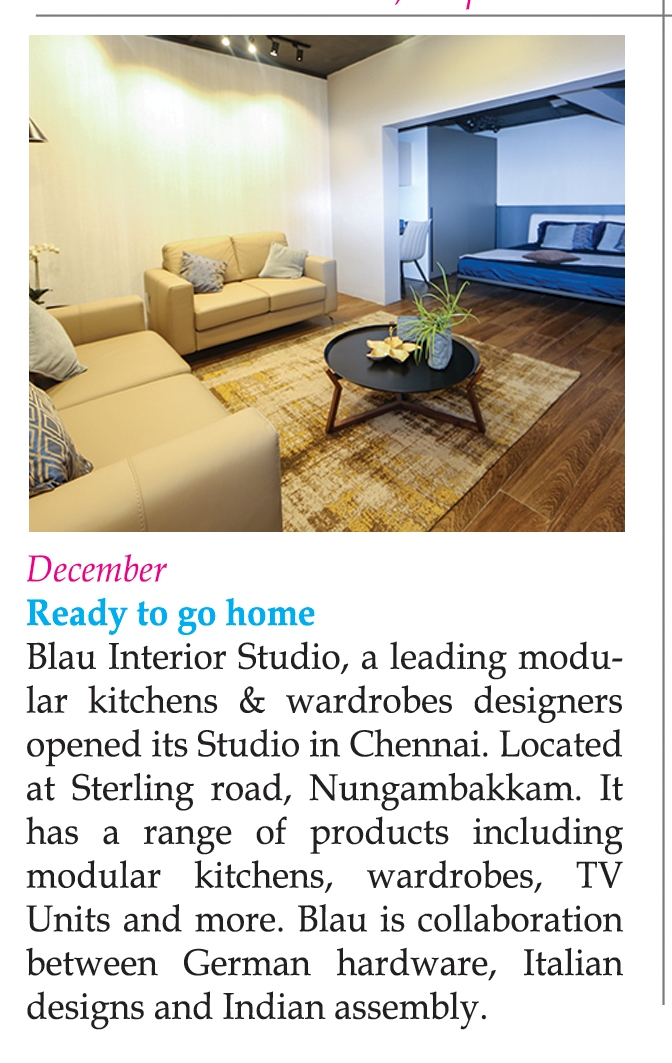 December
Ready to go home
Blau Interior Studio, a leading modu-
lar kitchens & wardrobes designers
opened its Studio in Chennai. Located
at Sterling road, Nungambakkam. It
has a range of products including
modular kitchens, wardrobes, TV
Units and more. Blau is collaboration
between German hardware, Italian
designs and Indian assembly.